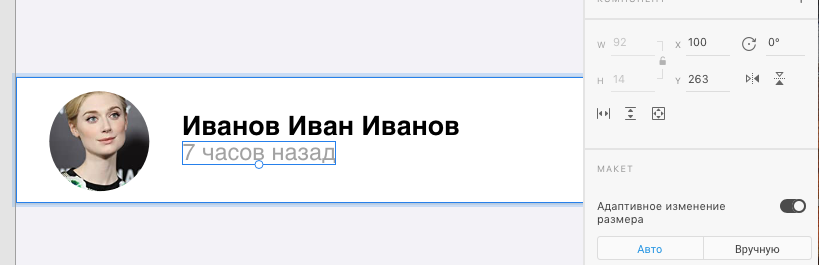 КОМПОНЕНТ
W 92 X 100 0°
H 14 Y 263
Иванов Иван Иванов
7 часов назад
МАКЕТ
Адаптивное изменение
размера
Авто Вручную